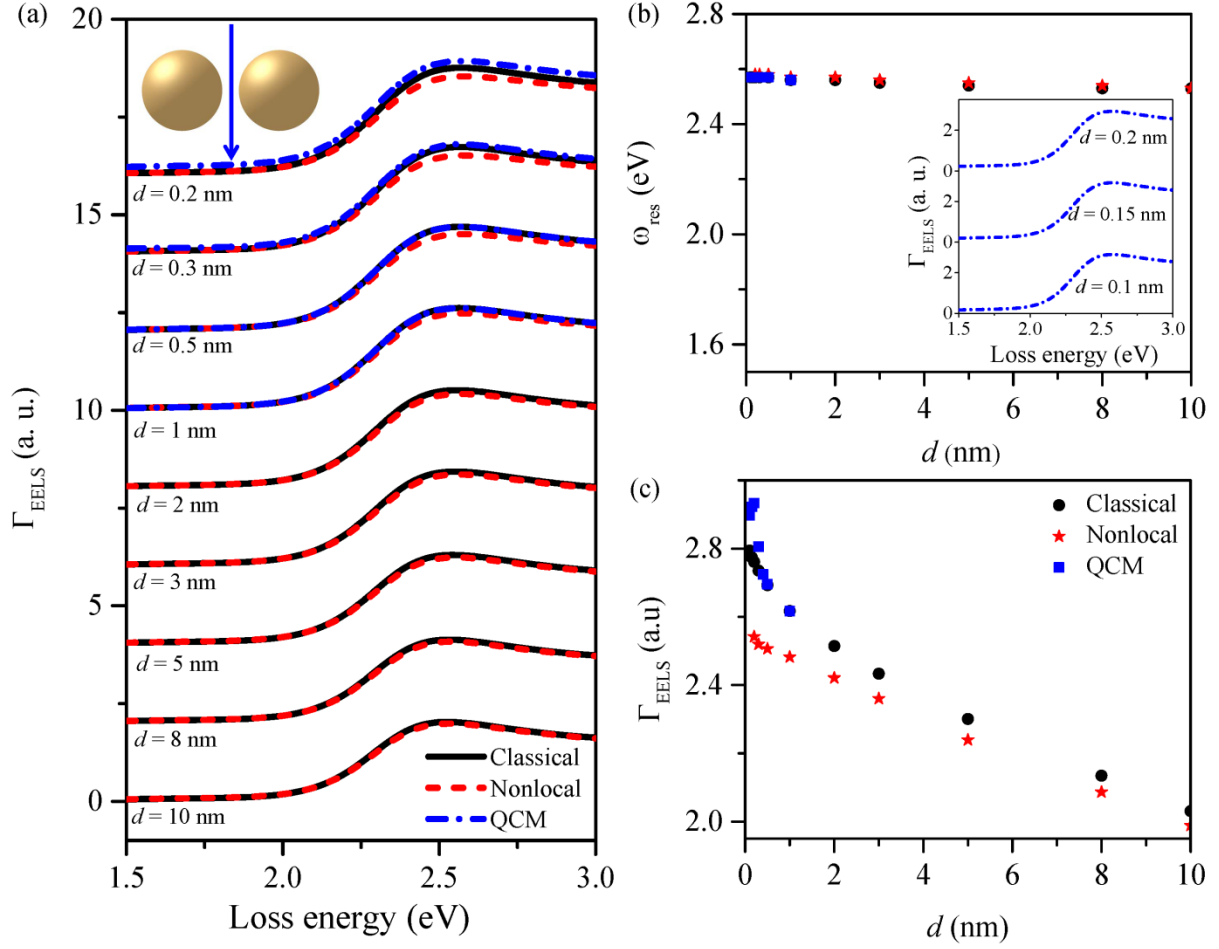 (a)
20
15
10
5
0
Γ_EELS (a. u.)
d = 0.2 nm
d = 0.3 nm
d = 0.5 nm
d = 1 nm
d = 2 nm
d = 3 nm
d = 5 nm
d = 8 nm
d = 10 nm
Classical
Nonlocal
QCM
1.5 2.0 2.5 3.0
Loss energy (eV)
(b)
2.8
2.4
2.0
1.6
ω_res (eV)
2
0
2
0
2
0
Γ_EELS (a. u.)
d = 0.2 nm
d = 0.15 nm
d = 0.1 nm
1.5 2.0 2.5 3.0
Loss energy (eV)
0 2 4 6 8 10
d (nm)
(c)
2.8
2.4
2.0
Γ_EELS (a.u)
Classical
Nonlocal
QCM
0 2 4 6 8 10
d (nm)